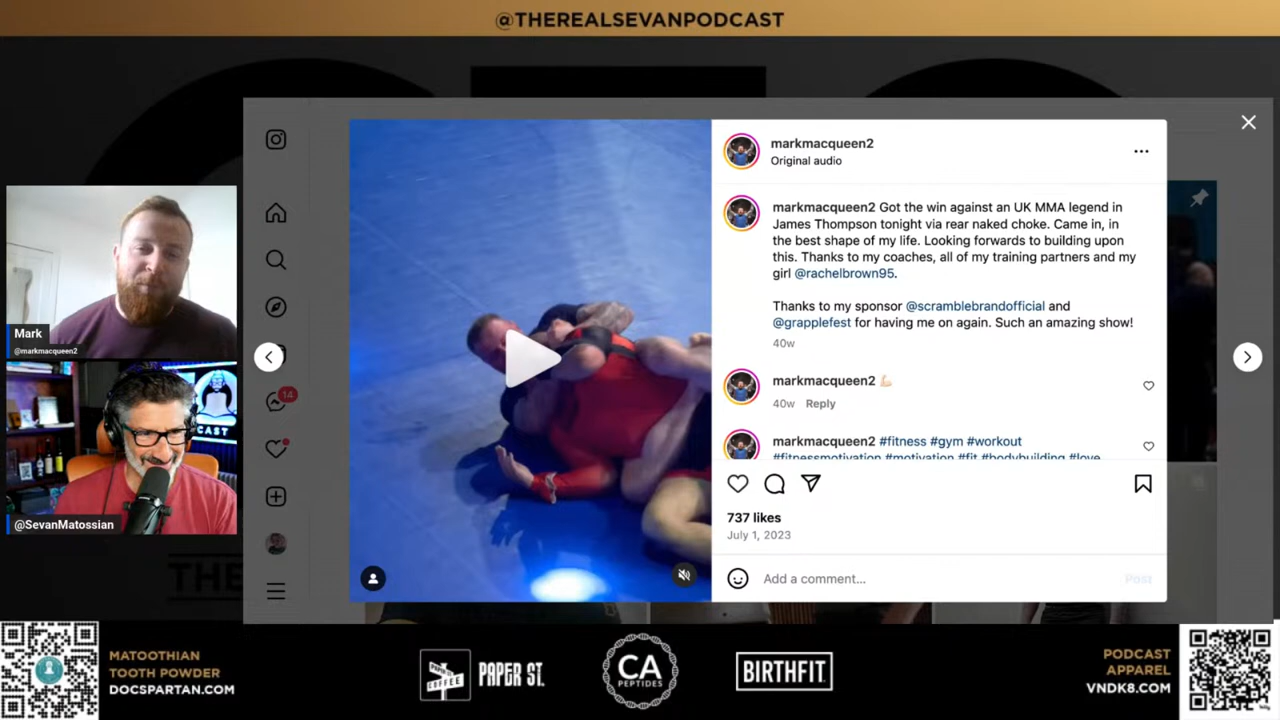 @THEREALSEVANPODCAST
markmacqueen2
Original audio
markmacqueen2 Got the win against an UK MMA legend in
James Thompson tonight via rear naked choke. Came in, in
the best shape of my life. Looking forwards to building upon
this. Thanks to my coaches, all of my training partners and my
girl @rachelbrown95.
Thanks to my sponsor @scramblebrandofficial and
@grapplefest for having me on again. Such an amazing show!
40w
markmacqueen2 💪🏻
40w Reply
markmacqueen2 #fitness #gym #workout
#fitnessmotivation #motivation #fit #bodybuilding #love
737 likes
July 1, 2023
Add a comment...
Post
14
Mark
@markmacqueen2
CAST
@SevanMatossian
THE
MATOOTHIAN
TOOTH POWDER
DOCSPARTAN.COM
COFFEE
PAPER ST.
CA
PEPTIDES
BIRTHFIT
PODCAST
APPAREL
VNDK8.COM